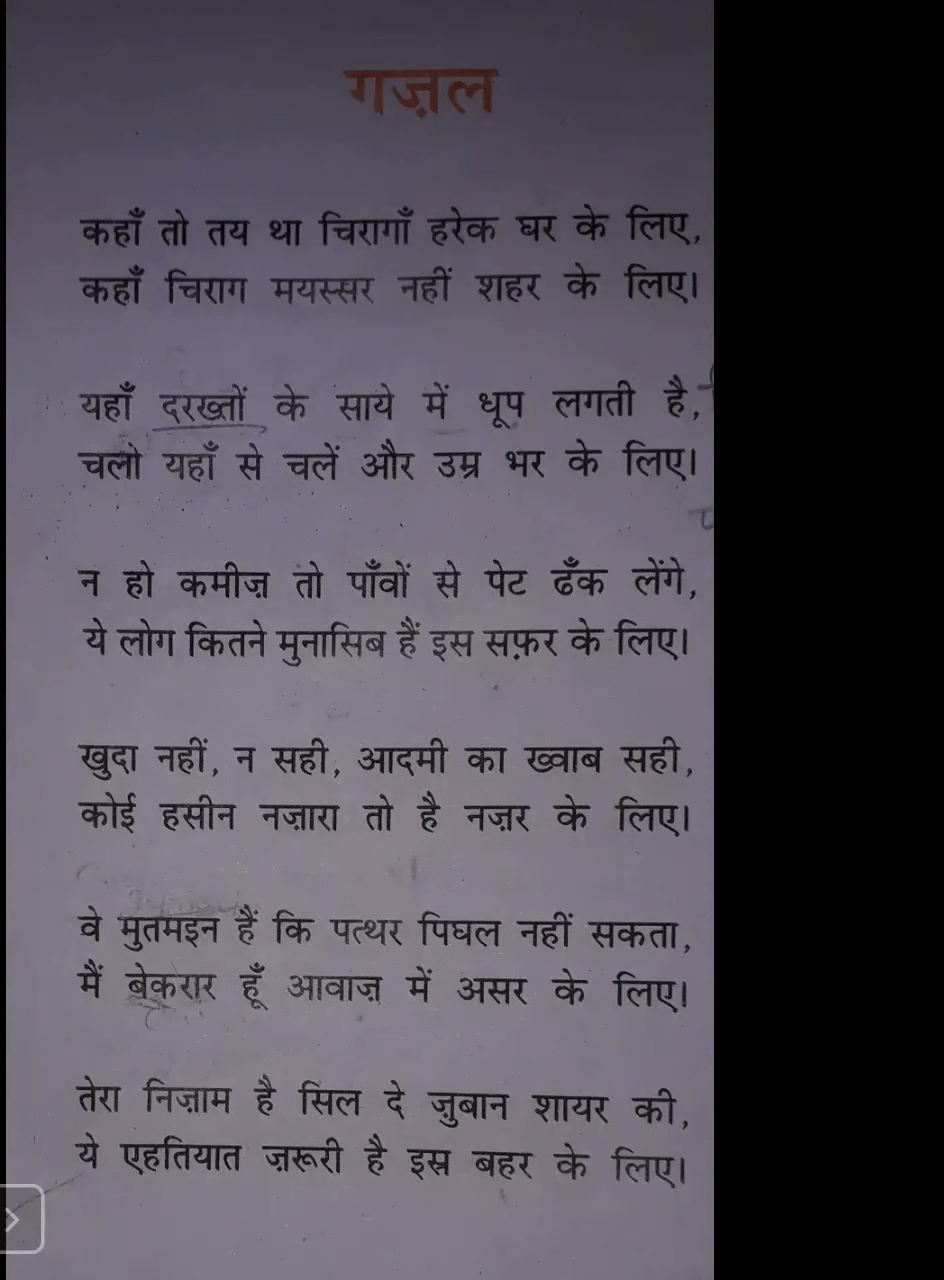 गज़ल
कहाँ तो तय था चिरागाँ हरेक घर के लिए,
कहाँ चिराग मयस्सर नहीं शहर के लिए।
यहाँ दरख्तों के साये में धूप लगती है,
चलो यहाँ से चलें और उम्र भर के लिए।
न हो कमीज़ तो पाँवों से पेट ढँक लेंगे,
ये लोग कितने मुनासिब हैं इस सफ़र के लिए।
खुदा नहीं, न सही, आदमी का ख्वाब सही,
कोई हसीन नज़ारा तो है नज़र के लिए।
वे मुतमइन हैं कि पत्थर पिघल नहीं सकता,
मैं बेकरार हूँ आवाज़ में असर के लिए।
तेरा निज़ाम है सिल दे ज़ुबान शायर की,
ये एहतियात ज़रूरी है इस बहर के लिए।